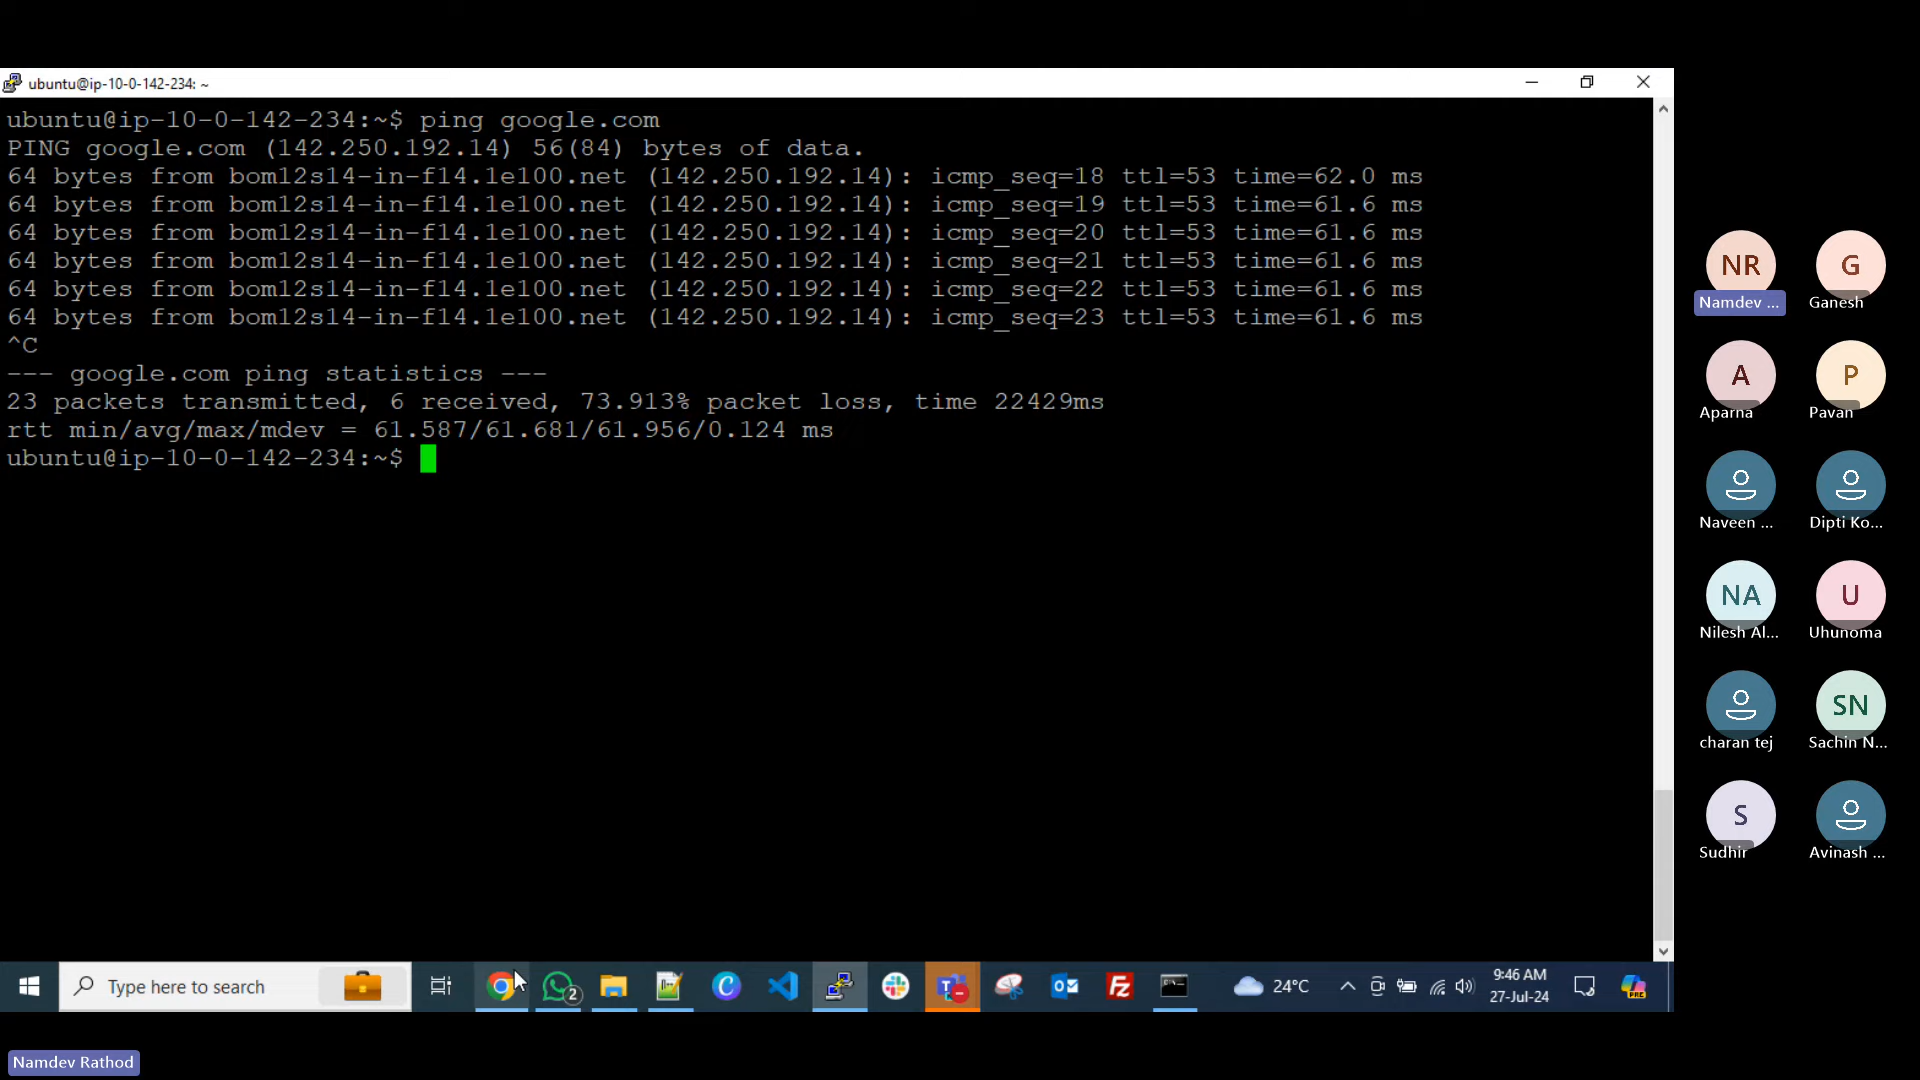 ubuntu@ip-10-0-142-234: ~
ubuntu@ip-10-0-142-234:~$ ping google.com
PING google.com (142.250.192.14) 56(84) bytes of data.
64 bytes from bom12s14-in-f14.1e100.net (142.250.192.14): icmp_seq=18 ttl=53 time=62.0 ms
64 bytes from bom12s14-in-f14.1e100.net (142.250.192.14): icmp_seq=19 ttl=53 time=61.6 ms
64 bytes from bom12s14-in-f14.1e100.net (142.250.192.14): icmp_seq=20 ttl=53 time=61.6 ms
64 bytes from bom12s14-in-f14.1e100.net (142.250.192.14): icmp_seq=21 ttl=53 time=61.6 ms
64 bytes from bom12s14-in-f14.1e100.net (142.250.192.14): icmp_seq=22 ttl=53 time=61.6 ms
64 bytes from bom12s14-in-f14.1e100.net (142.250.192.14): icmp_seq=23 ttl=53 time=61.6 ms
^C
--- google.com ping statistics ---
23 packets transmitted, 6 received, 73.913% packet loss, time 22429ms
rtt min/avg/max/mdev = 61.587/61.681/61.956/0.124 ms
ubuntu@ip-10-0-142-234:~$
NR G
Namdev ... Ganesh
A P
Aparna Pavan
Naveen ... Dipti Ko...
NA U
Nilesh Al... Uhunoma
SN
charan tej Sachin N...
S
Sudhir Avinash ...
Type here to search
2
24°C
9:46 AM
27-Jul-24
PRE
Namdev Rathod